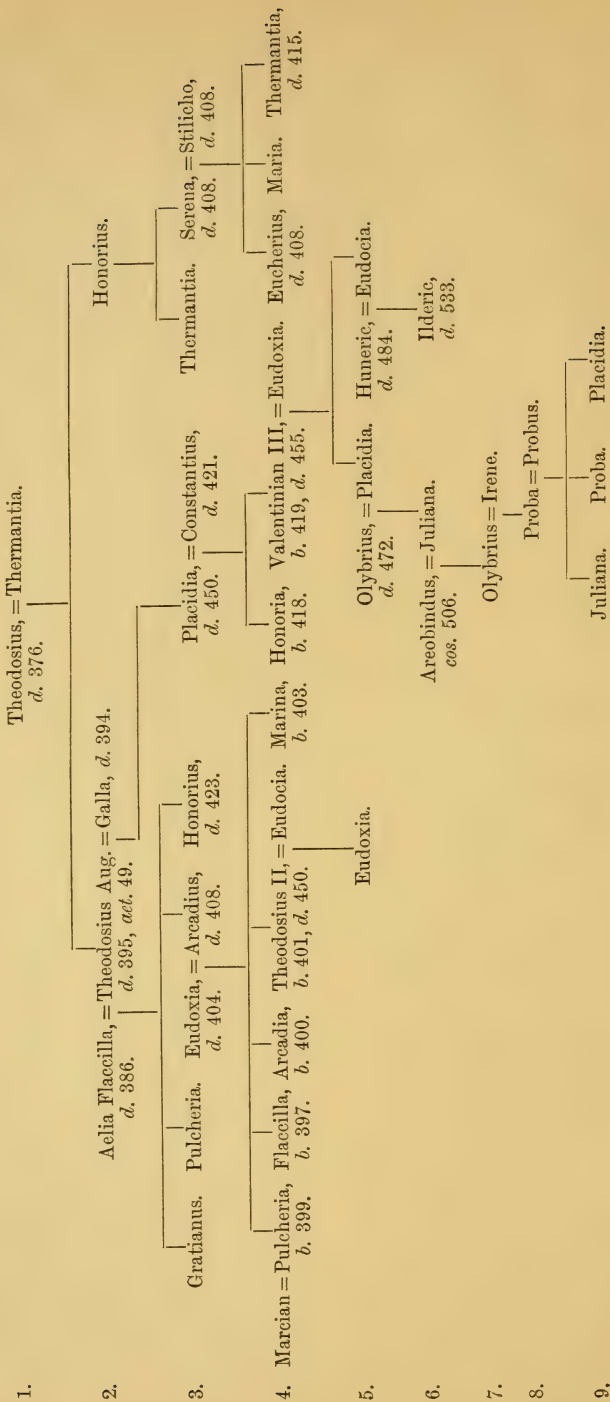 1. Theodosius, = Thermantia.
d. 376.
2. Aelia Flaccilla, = Theodosius Aug. = Galla, d. 394. Honorius.
d. 386. d. 395, aet. 49.
3. Gratianus. Pulcheria. Eudoxia, = Arcadius, Honorius, Placidia, = Constantius, Thermantia. Serena, = Stilicho,
d. 404. d. 408. d. 423. d. 450. d. 421. d. 408. d. 408.
4. Marcian = Pulcheria, Flaccilla, Arcadia, Theodosius II, = Eudocia. Marina, Honoria, Valentinian III, = Eudoxia. Eucherius, Maria. Thermantia,
b. 399. b. 397. b. 400. b. 401, d. 450. b. 403. b. 418. b. 419, d. 455. d. 408. d. 415.
5. Eudoxia. Olybrius, = Placidia. Huneric, = Eudocia.
d. 472. d. 484.
6. Areobindus, = Juliana. Ilderic,
cos. 506. d. 533.
7. Olybrius = Irene.
8. Proba = Probus.
9. Juliana. Proba. Placidia.